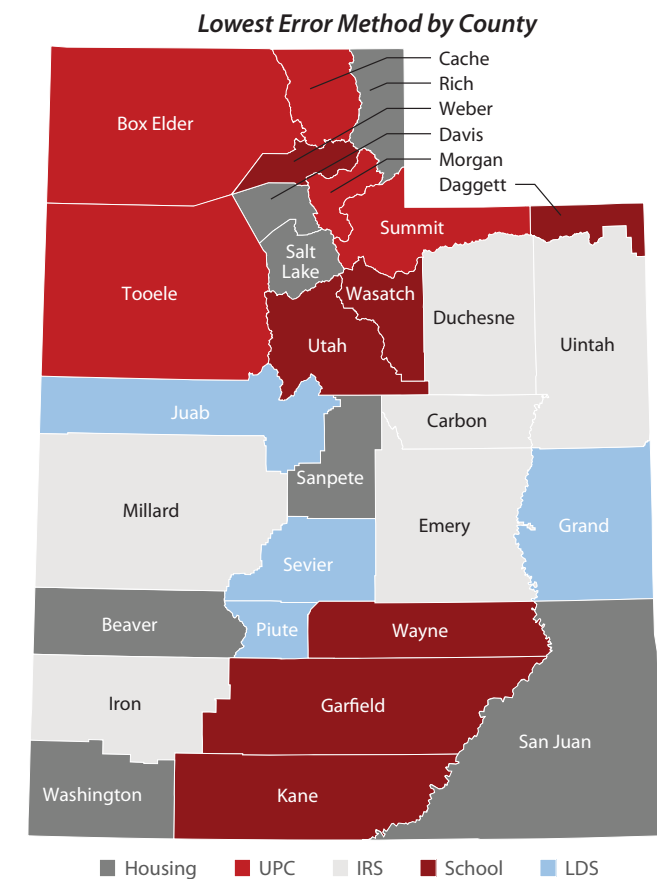 Lowest Error Method by County
Cache
Rich
Weber
Davis
Morgan
Daggett
Box Elder
Summit
Salt
Lake
Tooele
Wasatch
Duchesne
Utah
Uintah
Juab
Carbon
Sanpete
Millard
Emery
Grand
Sevier
Beaver
Piute
Wayne
Iron
Garfield
San Juan
Washington
Kane
Housing UPC IRS School LDS